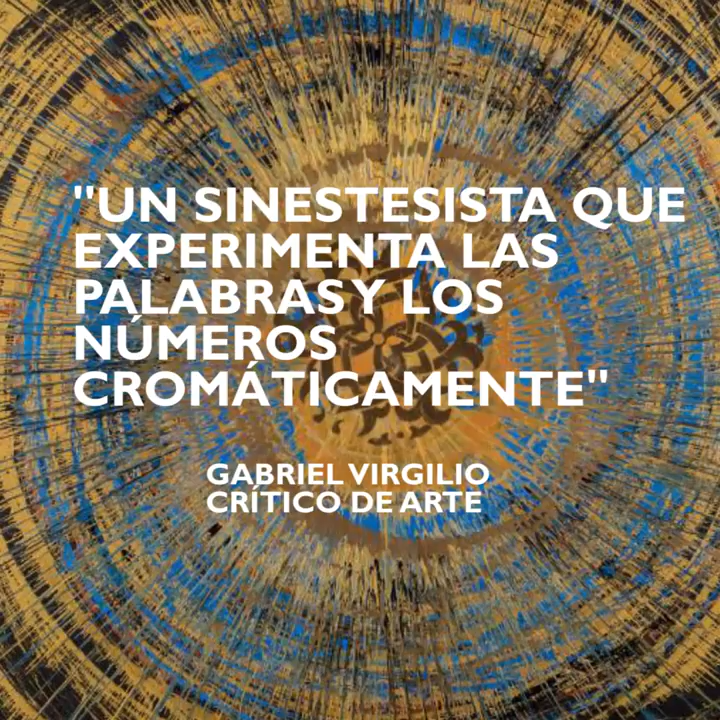 "UN SINESTESISTA QUE
EXPERIMENTA LAS
PALABRAS Y LOS
NÚMEROS
CROMÁTICAMENTE"
GABRIEL VIRGILIO
CRÍTICO DE ARTE